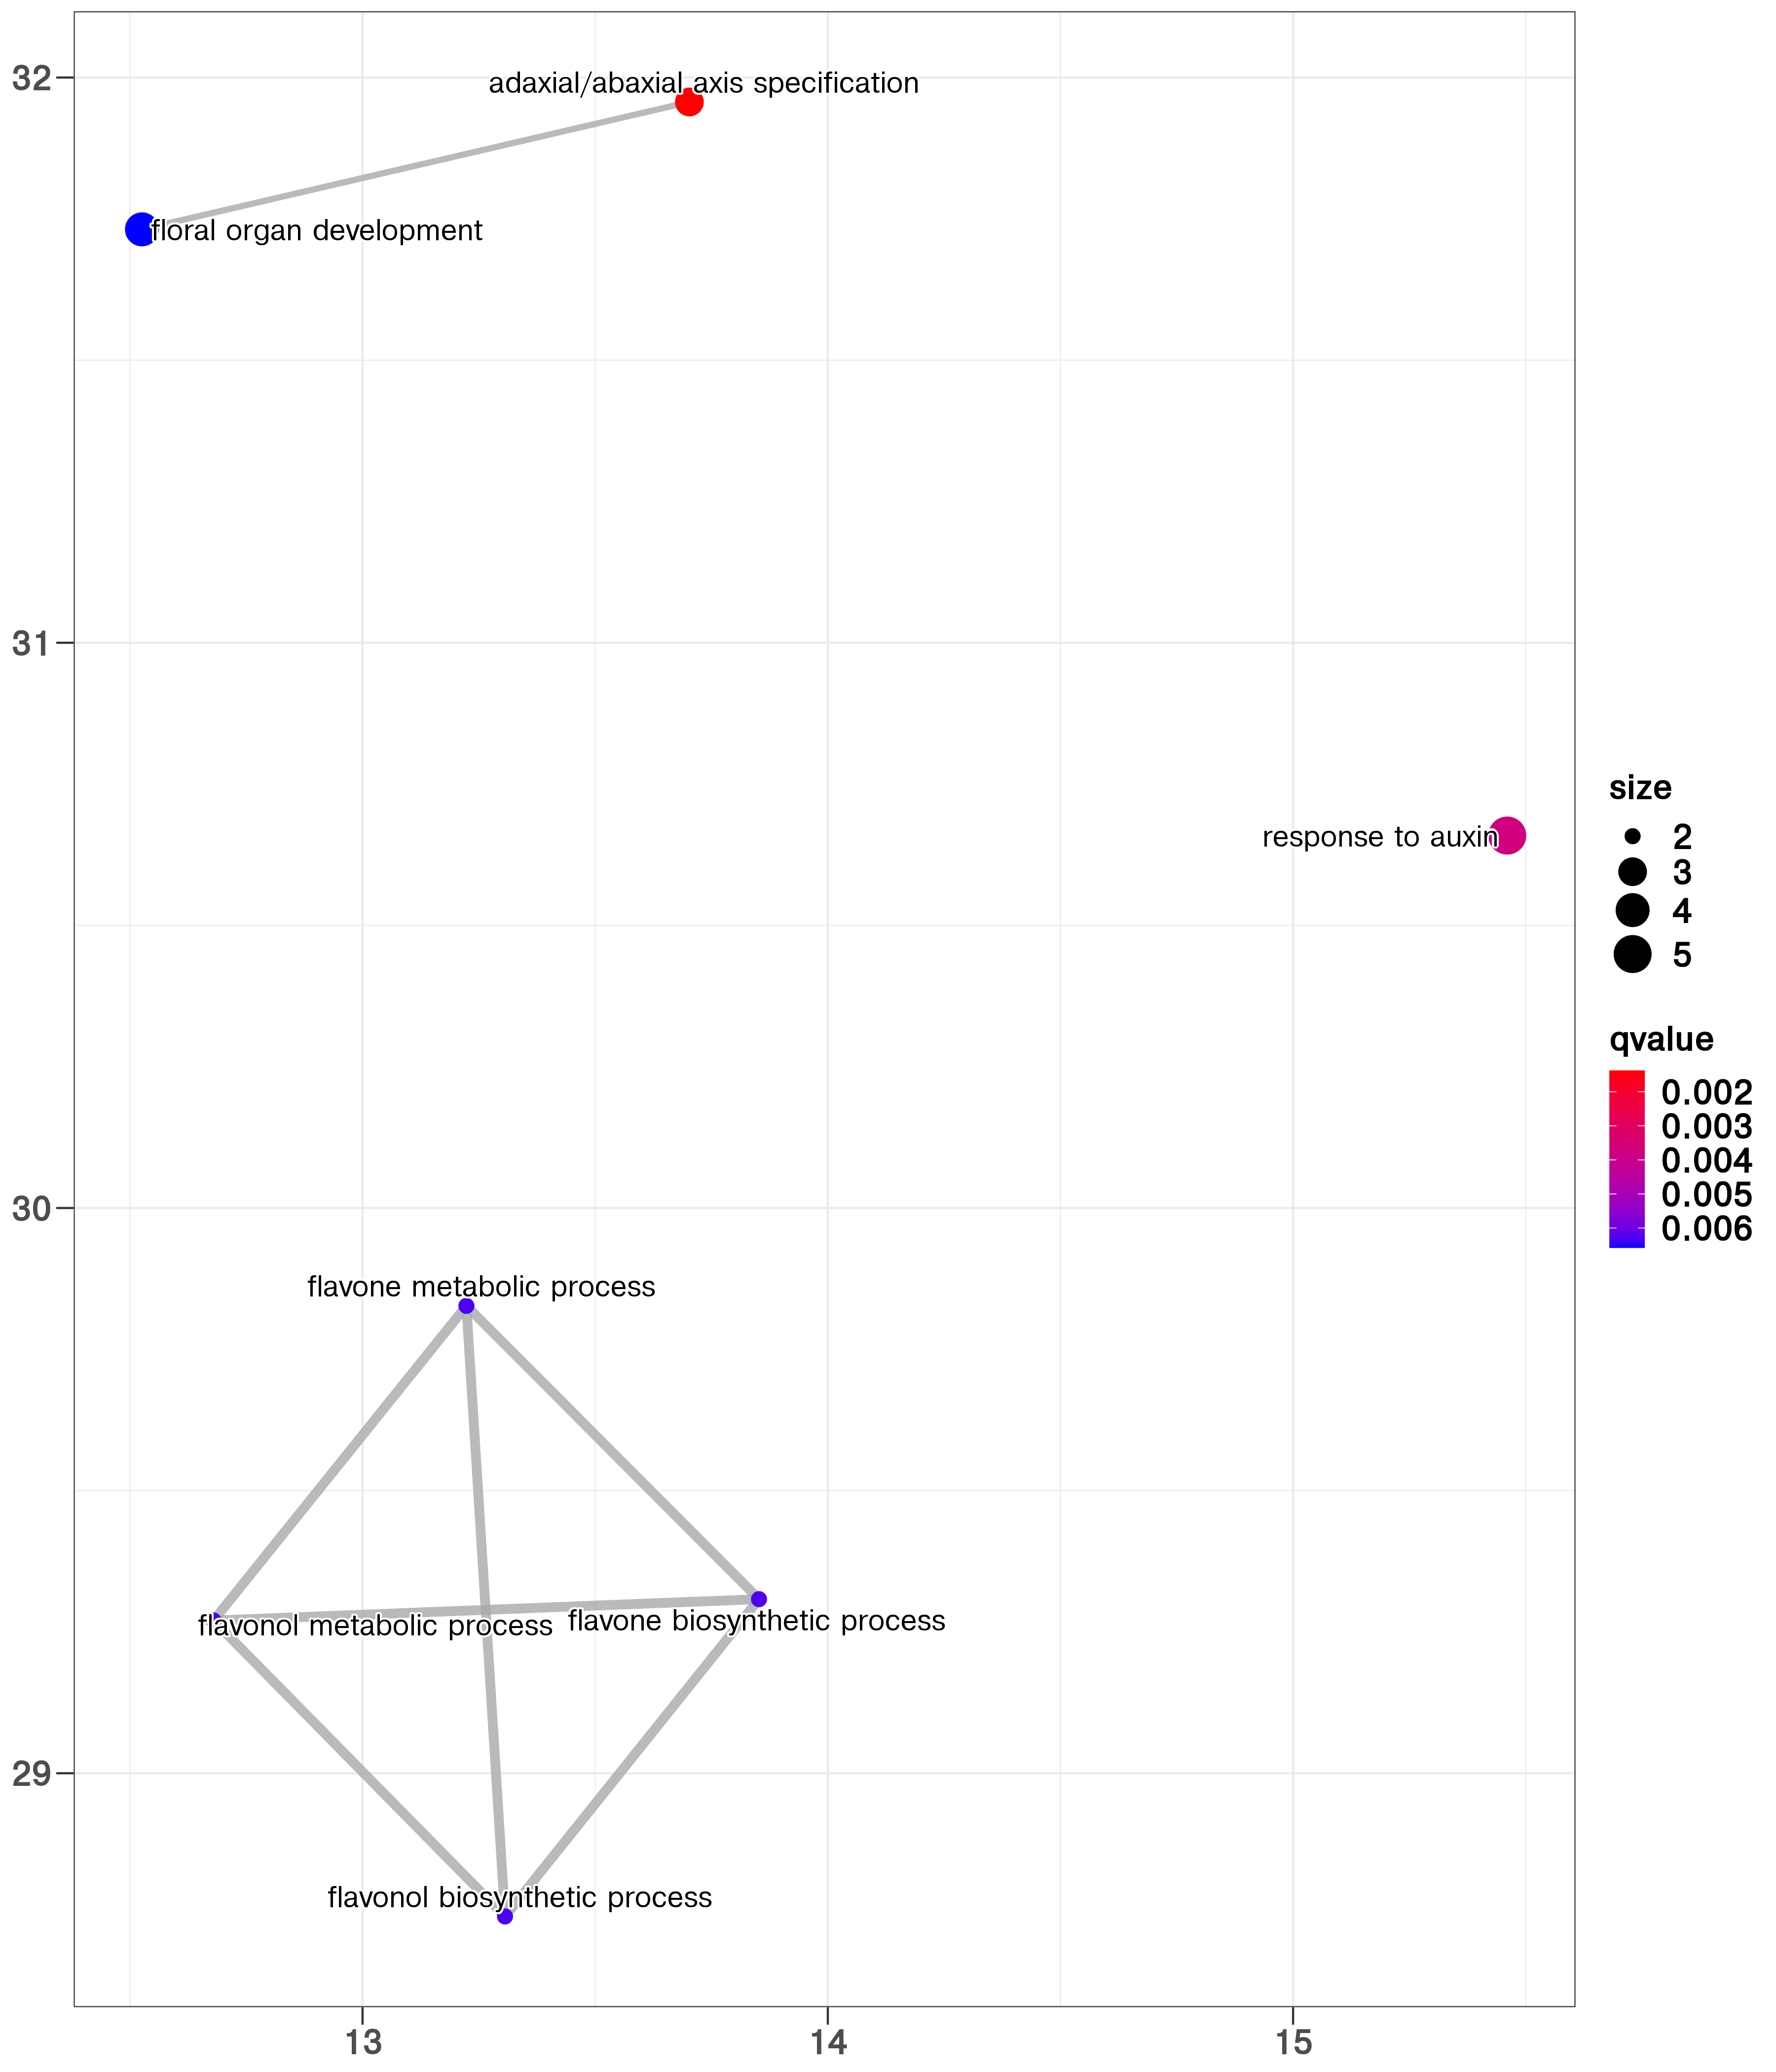 32
adaxial/abaxial axis specification
floral organ development
31
response to auxin
size
2
3
4
5
qvalue
0.002
0.003
0.004
0.005
0.006
30
flavone metabolic process
flavonol metabolic process
flavone biosynthetic process
29
flavonol biosynthetic process
13
14
15